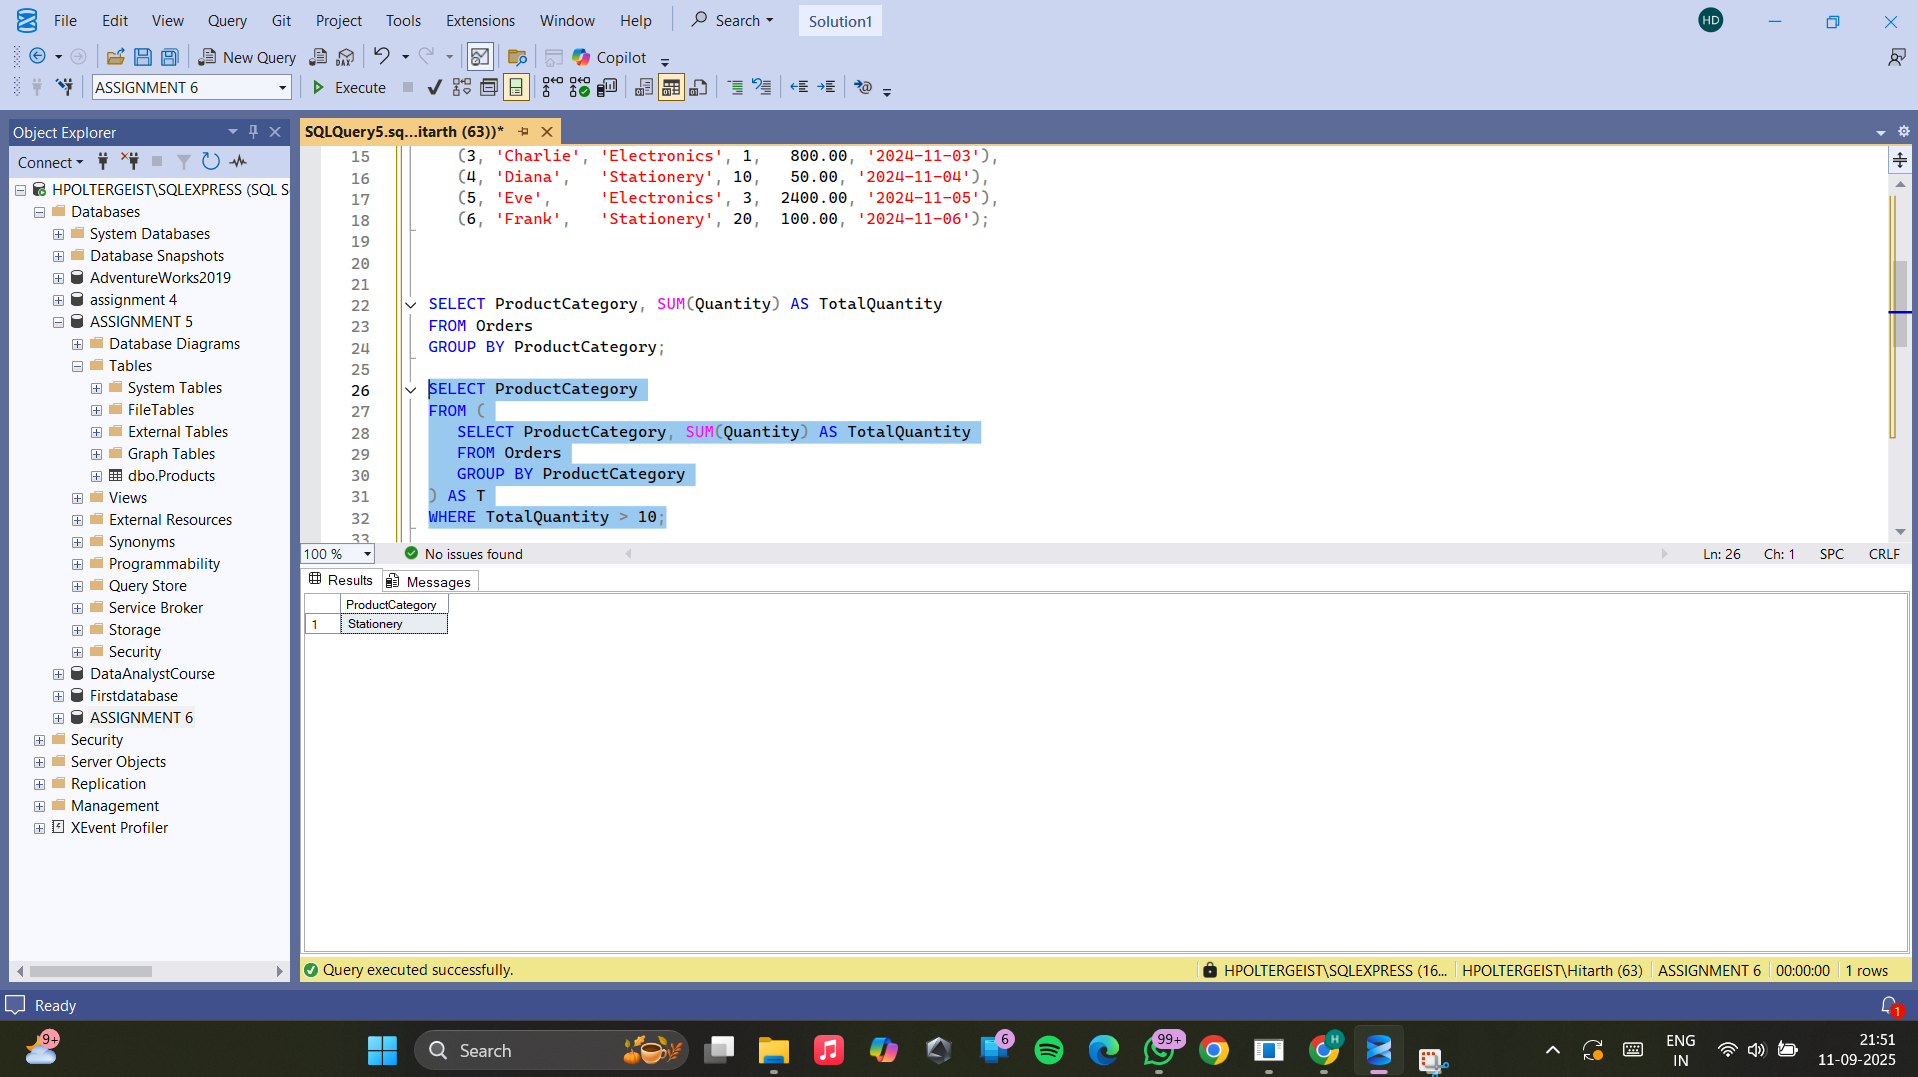 File Edit View Query Git Project Tools Extensions Window Help Search Solution1 HD
New Query DAX Copilot
ASSIGNMENT 6 Execute
Object Explorer
Connect
HPOLTERGEIST\SQLEXPRESS (SQL S
Databases
System Databases
Database Snapshots
AdventureWorks2019
assignment 4
ASSIGNMENT 5
Database Diagrams
Tables
System Tables
FileTables
External Tables
Graph Tables
dbo.Products
Views
External Resources
Synonyms
Programmability
Query Store
Service Broker
Storage
Security
DataAnalystCourse
Firstdatabase
ASSIGNMENT 6
Security
Server Objects
Replication
Management
XEvent Profiler
SQLQuery5.sq...itarth (63))*
15 (3, 'Charlie', 'Electronics', 1, 800.00, '2024-11-03'),
16 (4, 'Diana', 'Stationery', 10, 50.00, '2024-11-04'),
17 (5, 'Eve', 'Electronics', 3, 2400.00, '2024-11-05'),
18 (6, 'Frank', 'Stationery', 20, 100.00, '2024-11-06');
19
20
21
22 SELECT ProductCategory, SUM(Quantity) AS TotalQuantity
23 FROM Orders
24 GROUP BY ProductCategory;
25
26 SELECT ProductCategory
27 FROM (
28 SELECT ProductCategory, SUM(Quantity) AS TotalQuantity
29 FROM Orders
30 GROUP BY ProductCategory
31 ) AS T
32 WHERE TotalQuantity > 10;
33
100 % No issues found Ln: 26 Ch: 1 SPC CRLF
Results Messages
ProductCategory
1 Stationery
Query executed successfully. HPOLTERGEIST\SQLEXPRESS (16... HPOLTERGEIST\Hitarth (63) ASSIGNMENT 6 00:00:00 1 rows
Ready 1
9+ Search 6 99+ H ENG IN 21:51 11-09-2025